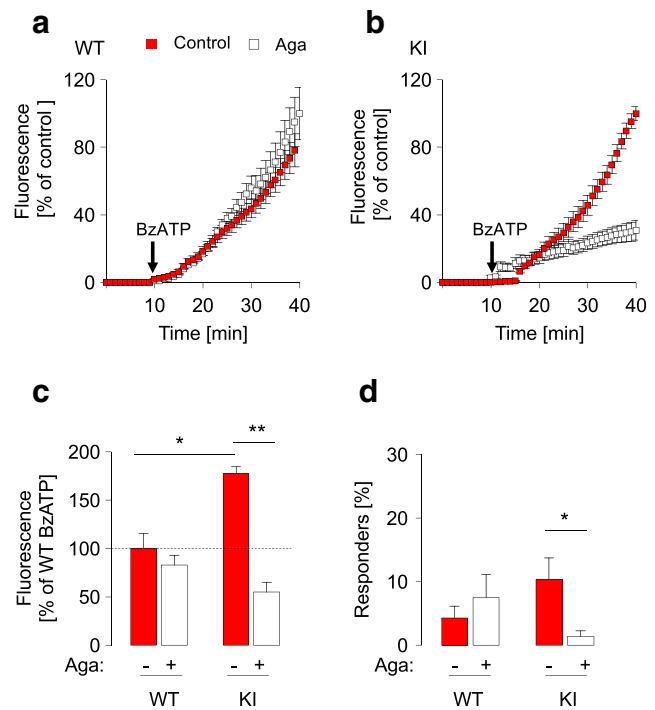 a
b
WT
Control
Aga
KI
Fluorescence
[% of control ]
120
80
40
0
BzATP
0
10
20
30
40
Time [min]
Fluorescence
[% of control]
120
80
40
0
BzATP
0
10
20
30
40
Time [min]
c
d
Fluorescence
[% of WT BzATP]
200
150
100
50
0
*
**
Aga:
- + - +
WT
KI
Responders [%]
30
20
10
0
*
Aga:
- + - +
WT
KI